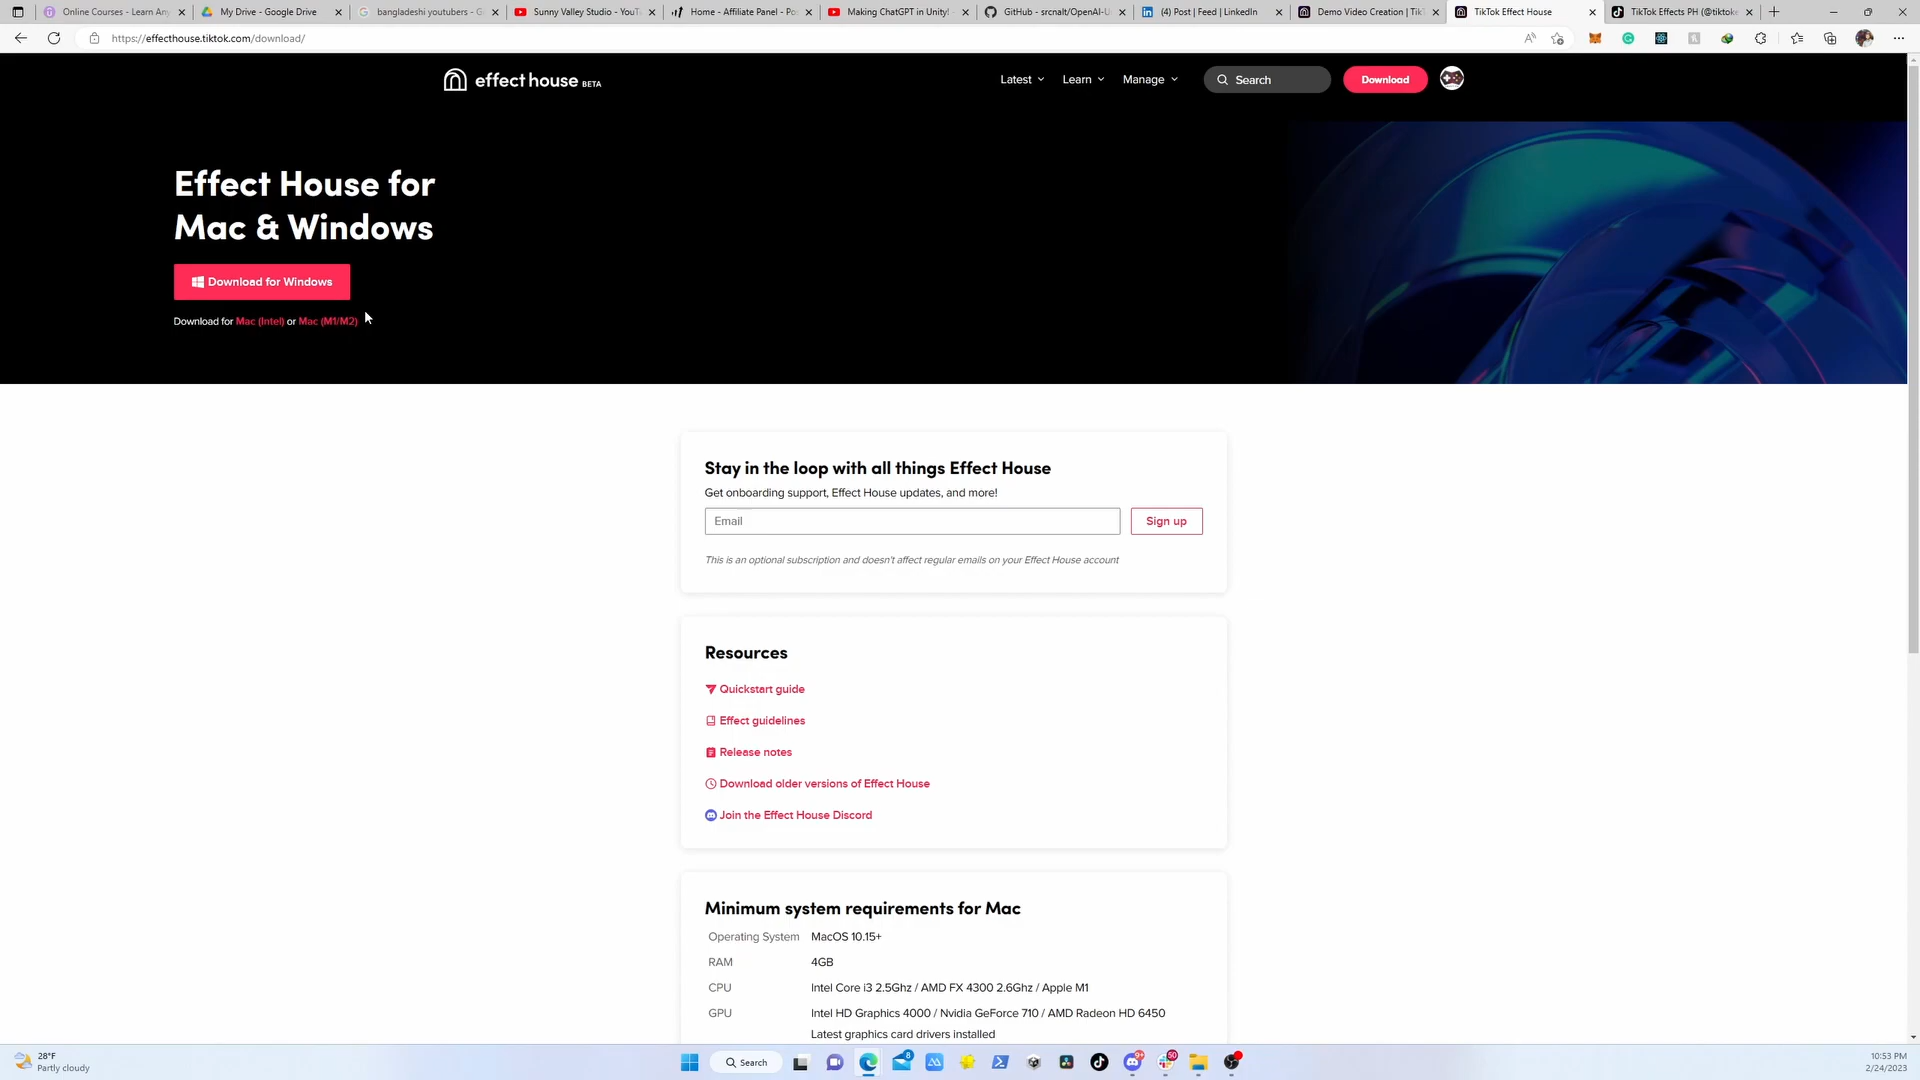 Online Courses - Learn Any
My Drive - Google Drive
bangladeshi youtubers - G
Sunny Valley Studio - YouT
Home - Affiliate Panel - Po
Making ChatGPT in Unity!
GitHub - srcnalt/OpenAI-U
(4) Post | Feed | LinkedIn
Demo Video Creation | Tik
TikTok Effect House
TikTok Effects PH (@tiktok
https://effecthouse.tiktok.com/download/
effect house BETA
Latest
Learn
Manage
Search
Download
Effect House for
Mac & Windows
Download for Windows
Download for Mac (Intel) or Mac (M1/M2)
Stay in the loop with all things Effect House
Get onboarding support, Effect House updates, and more!
Email
Sign up
This is an optional subscription and doesn't affect regular emails on your Effect House account
Resources
Quickstart guide
Effect guidelines
Release notes
Download older versions of Effect House
Join the Effect House Discord
Minimum system requirements for Mac
Operating System MacOS 10.15+
RAM 4GB
CPU Intel Core i3 2.5Ghz / AMD FX 4300 2.6Ghz / Apple M1
GPU Intel HD Graphics 4000 / Nvidia GeForce 710 / AMD Radeon HD 6450
Latest graphics card drivers installed
28°F
Partly cloudy
Search
8
9+
50
10:53 PM
2/24/2023